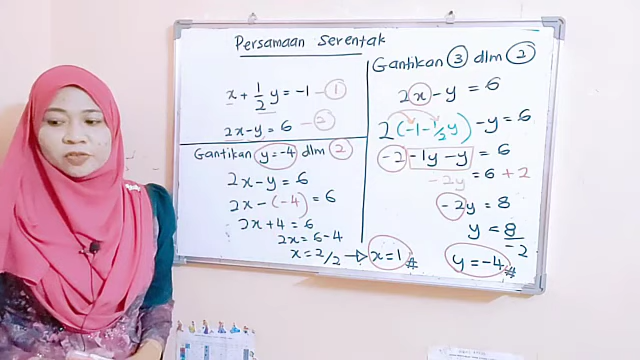 Persamaan Serentak
x + 1/2 y = -1 — ①
2x - y = 6 — ②
Gantikan y = -4 dlm ②
2x - y = 6
2x - (-4) = 6
2x + 4 = 6
2x = 6 - 4
x = 2/2 → x = 1 #
Gantikan ③ dlm ②
2x - y = 6
2(-1 - 1/2 y) - y = 6
-2 -1y - y = 6
-2y = 6 + 2
-2y = 8
y = 8/-2
y = -4 #